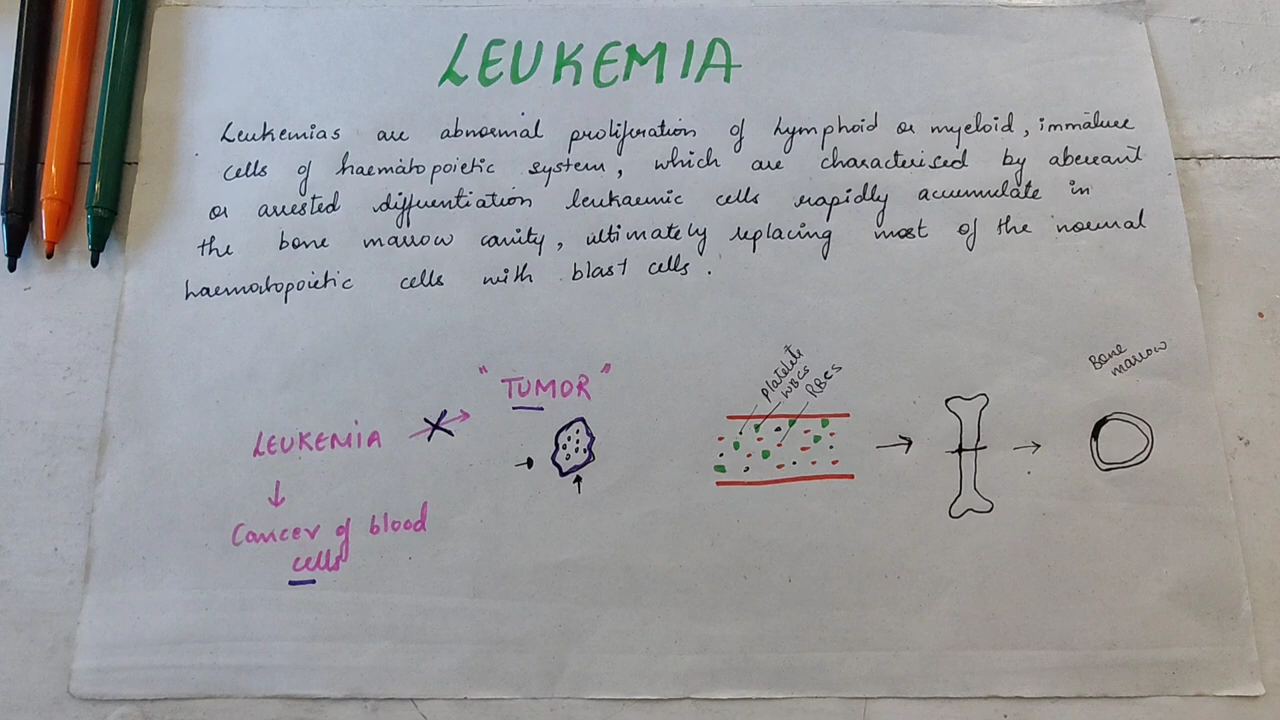 LEUKEMIA
Leukemias are abnormal proliferation of lymphoid or myeloid, immature
cells of haematopoietic system, which are characterised by aberrant
or arrested differentiation leukaemic cells rapidly accumulate in
the bone marrow cavity, ultimately replacing most of the normal
haematopoietic cells with blast cells.
"TUMOR"
LEUKEMIA
Cancer of blood
cells
Platelete
WBCs
RBCs
Bone
marrow